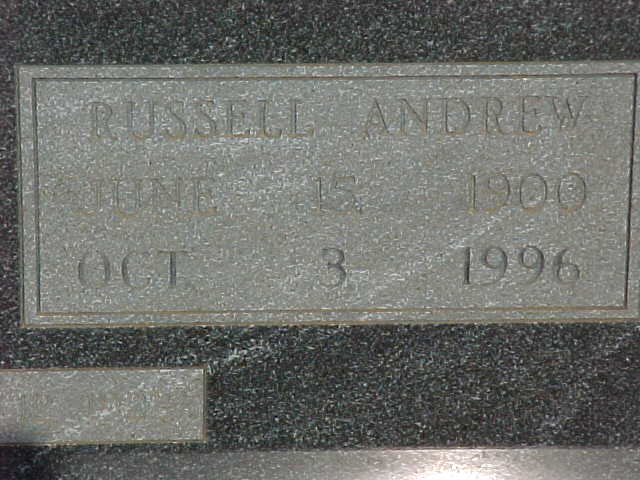 RUSSELL ANDREW
JUNE 15, 1900
OCT. 3 1996